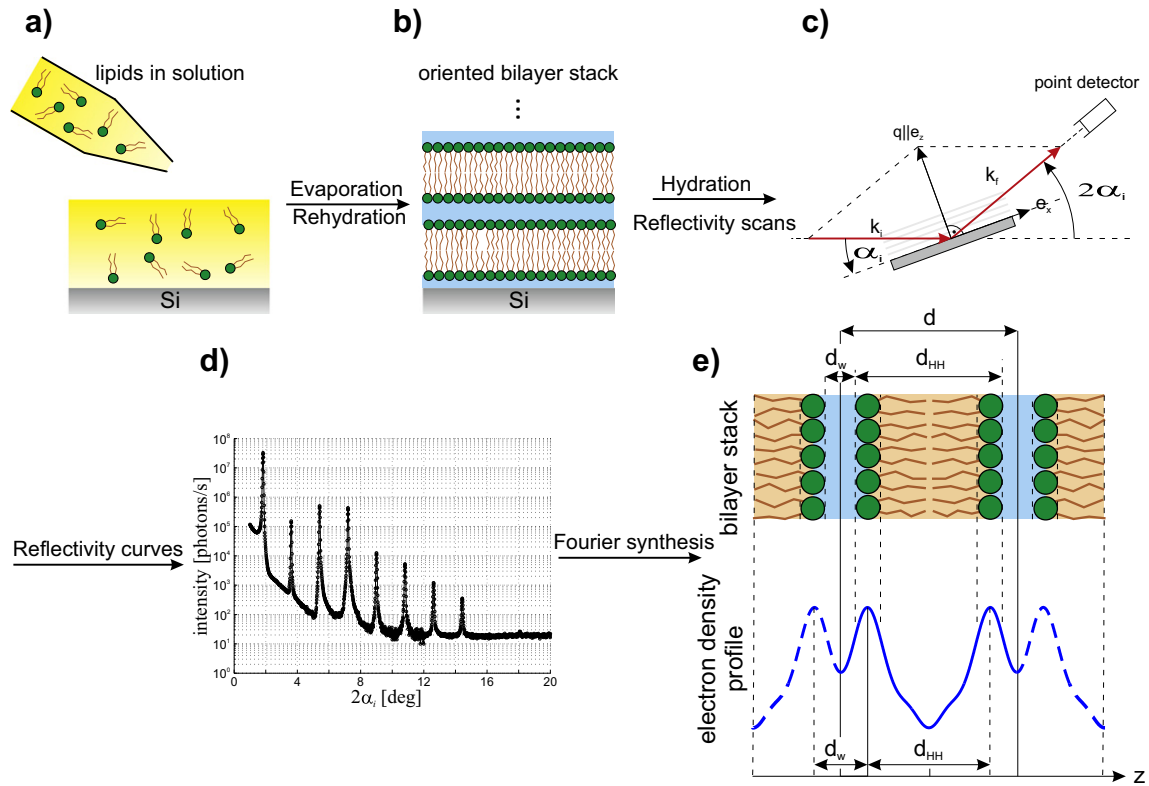 a)
lipids in solution
Si
Evaporation
Rehydration
b)
oriented bilayer stack
⋮
Si
Hydration
Reflectivity scans
c)
point detector
q||e_z
k_f
2α_i
e_x
k_i
α_i
Reflectivity curves
d)
intensity [photons/s]
10^8
10^7
10^6
10^5
10^4
10^3
10^2
10^1
10^0
0 4 8 12 16 20
2α_i [deg]
Fourier synthesis
e)
d
d_w d_HH
bilayer stack
electron density
profile
d_w d_HH
z